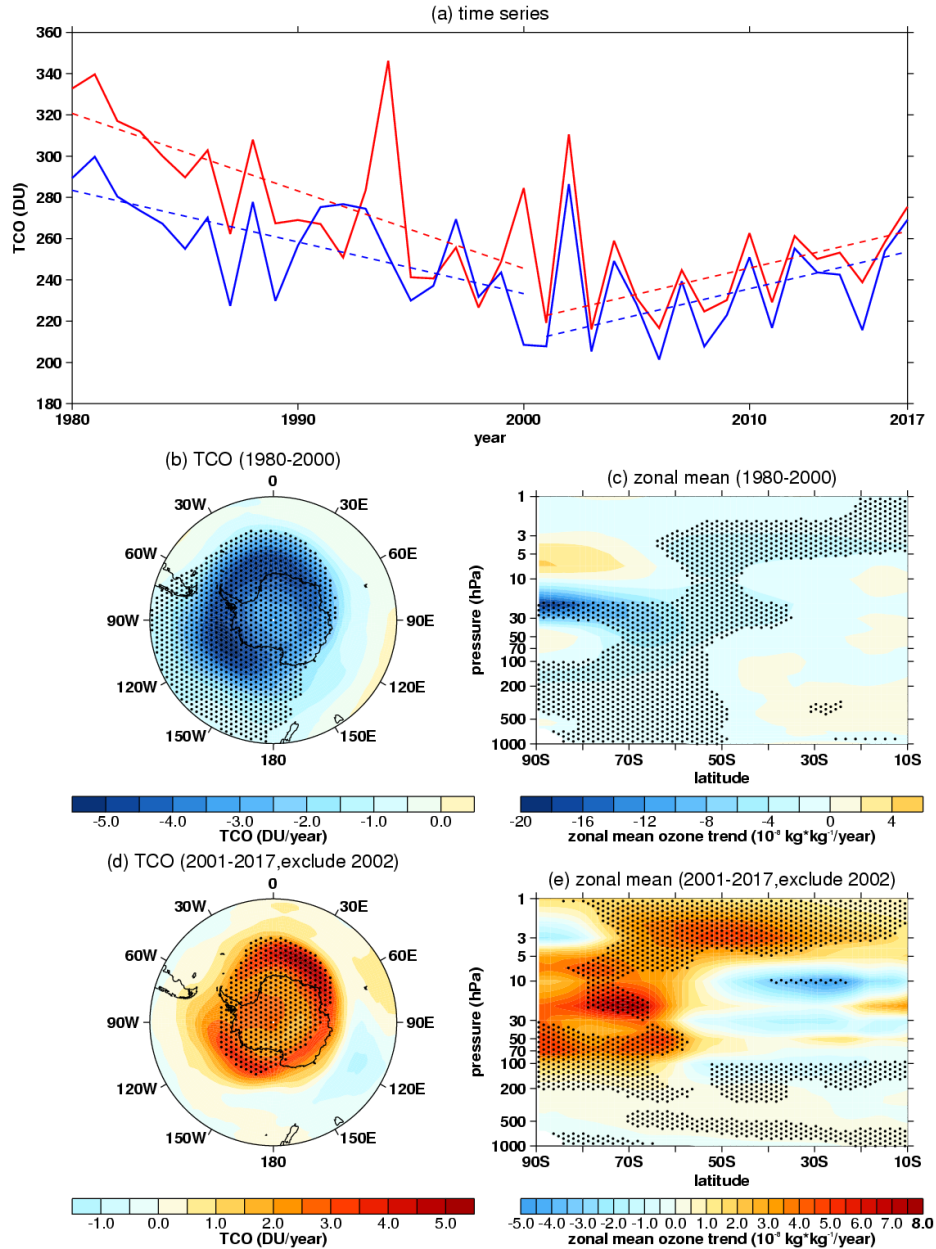 (a) time series
360
340
320
300
280
260
240
220
200
180
TCO (DU)
1980
1990
2000
2010
2017
year
(b) TCO (1980-2000)
0
30E
60E
90E
120E
150E
180
150W
120W
90W
60W
30W
-5.0 -4.0 -3.0 -2.0 -1.0 0.0
TCO (DU/year)
(c) zonal mean (1980-2000)
1
3
5
10
30
50
70
100
200
500
1000
pressure (hPa)
90S 70S 50S 30S 10S
latitude
-20 -16 -12 -8 -4 0 4
zonal mean ozone trend (10⁻⁸ kg*kg⁻¹/year)
(d) TCO (2001-2017,exclude 2002)
0
30E
60E
90E
120E
150E
180
150W
120W
90W
60W
30W
-1.0 0.0 1.0 2.0 3.0 4.0 5.0
TCO (DU/year)
(e) zonal mean (2001-2017,exclude 2002)
1
3
5
10
30
50
70
100
200
500
1000
pressure (hPa)
90S 70S 50S 30S 10S
latitude
-5.0 -4.0 -3.0 -2.0 -1.0 0.0 1.0 2.0 3.0 4.0 5.0 6.0 7.0 8.0
zonal mean ozone trend (10⁻⁸ kg*kg⁻¹/year)